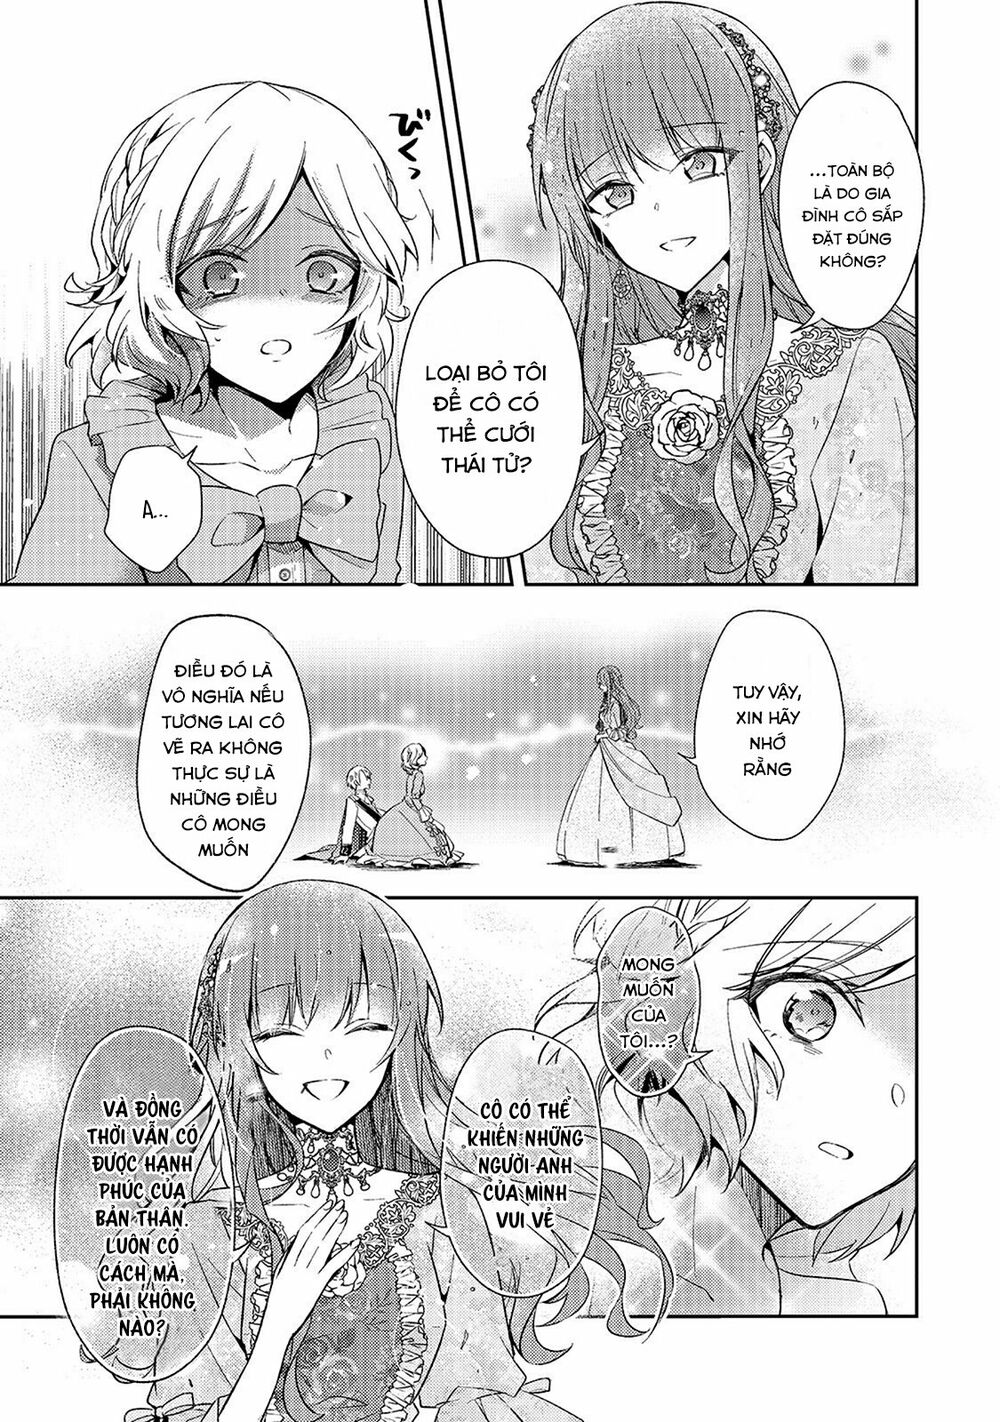 ...TOÀN BỘ
LÀ DO GIA
ĐÌNH CÔ SẮP
ĐẶT ĐÚNG
KHÔNG?
LOẠI BỎ TÔI
ĐỂ CÔ CÓ
THỂ CƯỚI
THÁI TỬ?
びくっ
A...
TUY VẬY,
XIN HÃY
NHỚ
RẰNG
ĐIỀU ĐÓ LÀ
VÔ NGHĨA NẾU
TƯƠNG LAI CÔ
VẼ RA KHÔNG
THỰC SỰ LÀ
NHỮNG ĐIỀU
CÔ MONG
MUỐN
MONG
MUỐN
CỦA
TÔI...?
CÔ CÓ THỂ
KHIẾN NHỮNG
NGƯỜI ANH
CỦA MÌNH
VUI VẺ
VÀ ĐỒNG
THỜI VẪN CÓ
ĐƯỢC HẠNH
PHÚC CỦA
BẢN THÂN.
LUÔN CÓ
CÁCH MÀ,
PHẢI KHÔNG
NÀO?